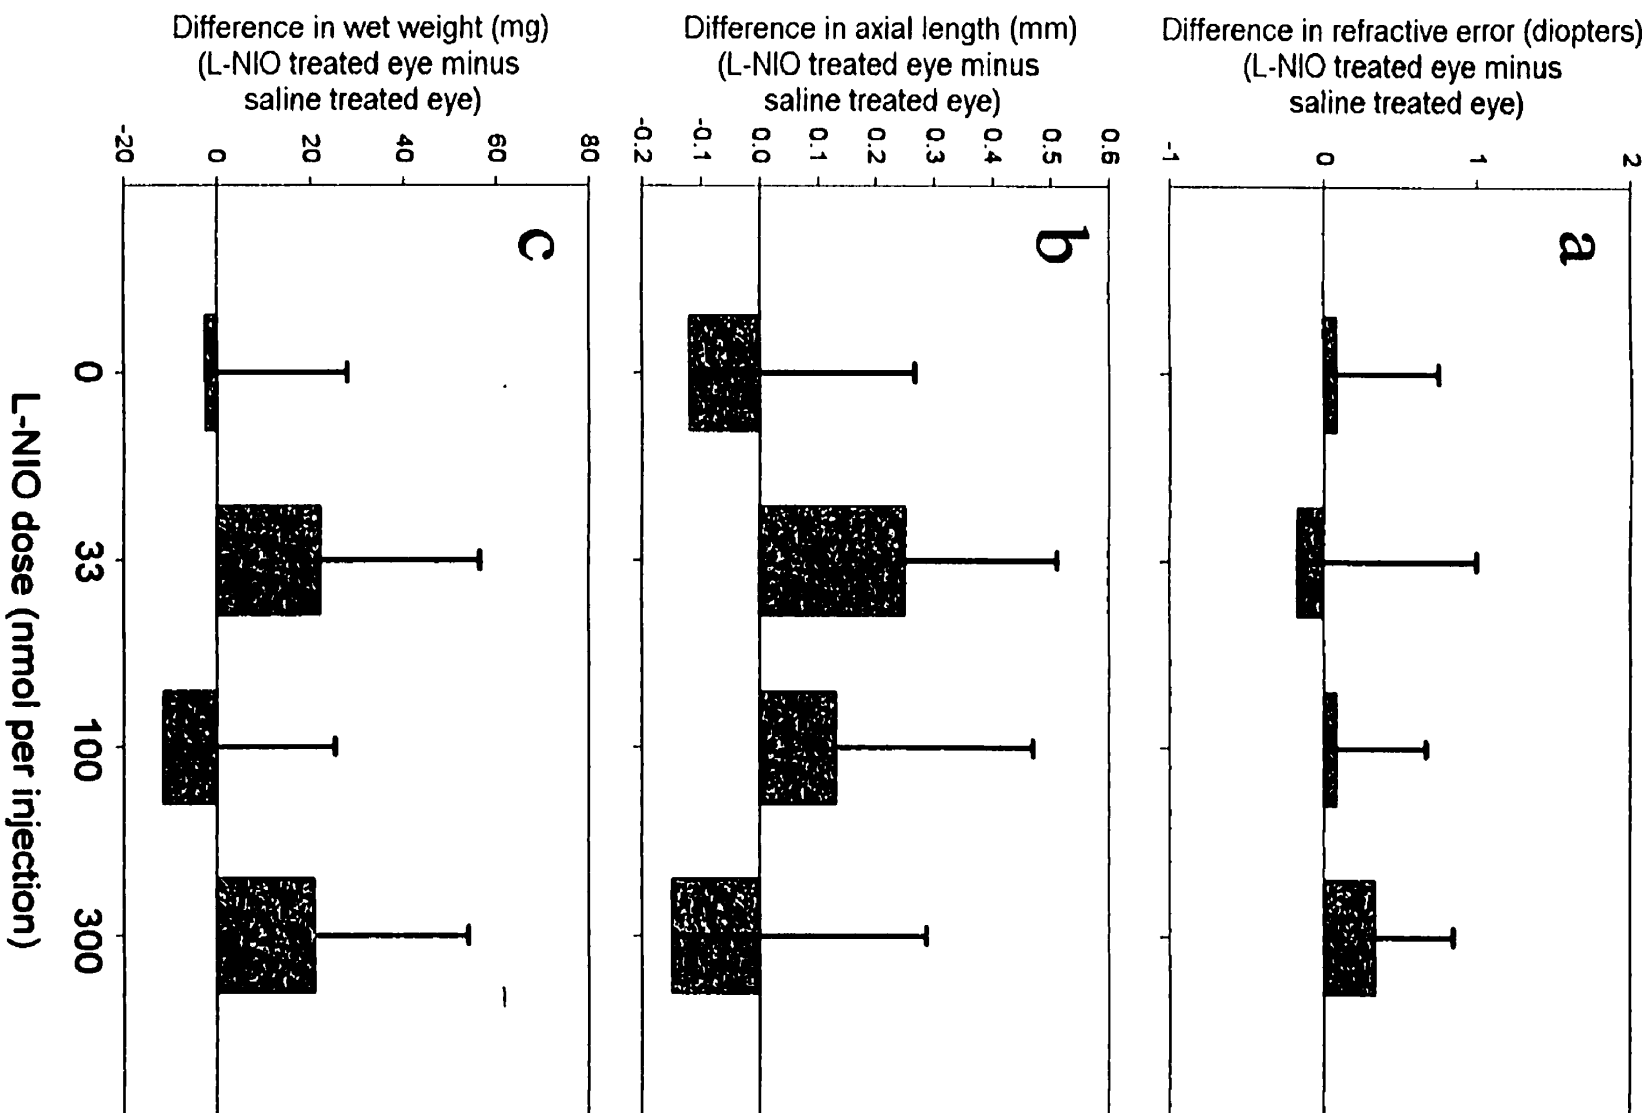 Difference in wet weight (mg)
(L-NIO treated eye minus
saline treated eye)
Difference in axial length (mm)
(L-NIO treated eye minus
saline treated eye)
Difference in refractive error (diopters)
(L-NIO treated eye minus
saline treated eye)
-20
0
20
40
60
80
-0.2
-0.1
0.0
0.1
0.2
0.3
0.4
0.5
0.6
-1
0
1
2
c
b
a
0
33
100
300
L-NIO dose (nmol per injection)